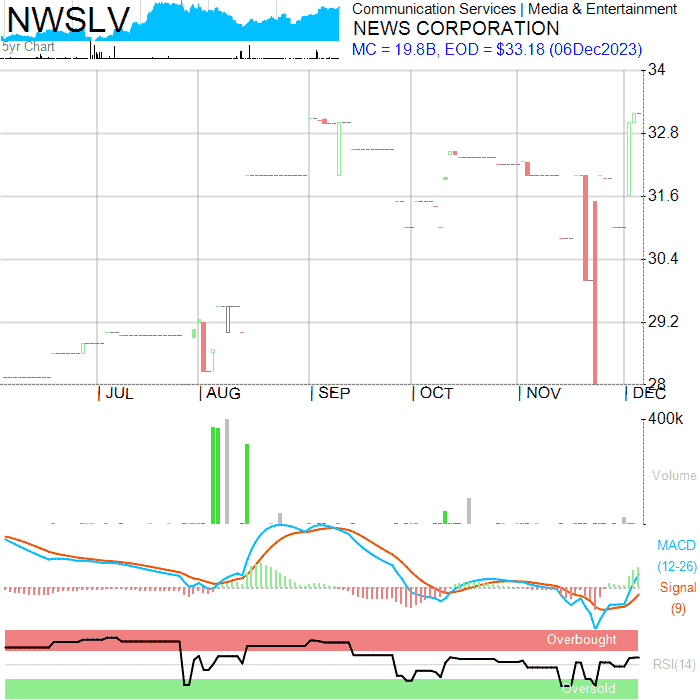 NWSLV
5yr Chart
Communication Services | Media & Entertainment
NEWS CORPORATION
MC = 19.8B, EOD = $33.18 (06Dec2023)
34
32.8
31.6
30.4
29.2
28
JUL
AUG
SEP
OCT
NOV
DEC
400k
Volume
MACD
(12-26)
Signal
(9)
Overbought
RSI(14)
Oversold